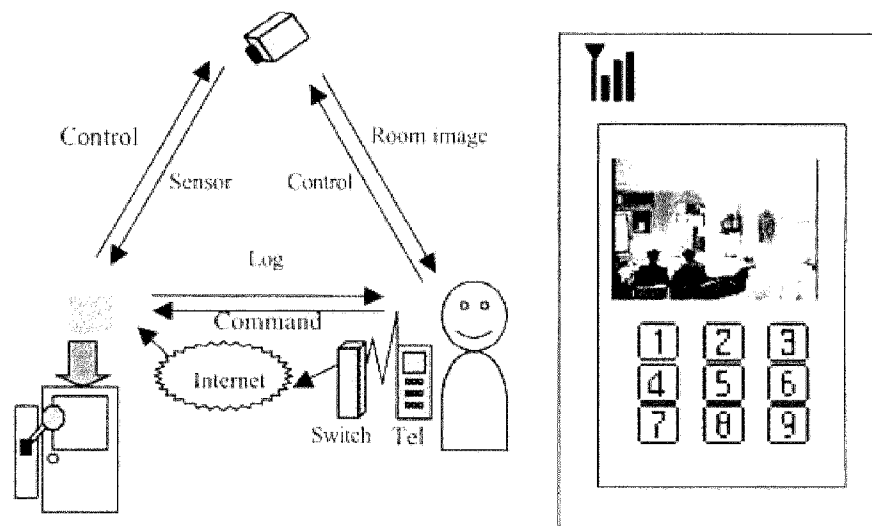 Control
Sensor
Room image
Control
Log
Command
Internet
Switch
Tel
1 2 3
4 5 6
7 8 9